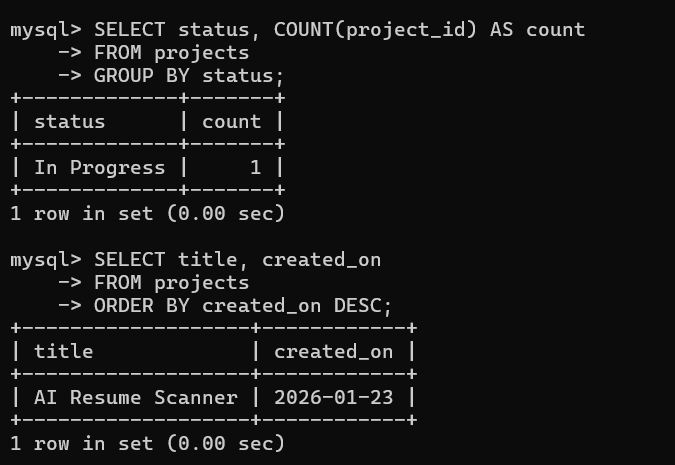 mysql> SELECT status, COUNT(project_id) AS count
    -> FROM projects
    -> GROUP BY status;
+-------------+-------+
| status      | count |
+-------------+-------+
| In Progress |     1 |
+-------------+-------+
1 row in set (0.00 sec)

mysql> SELECT title, created_on
    -> FROM projects
    -> ORDER BY created_on DESC;
+-------------------+------------+
| title             | created_on |
+-------------------+------------+
| AI Resume Scanner | 2026-01-23 |
+-------------------+------------+
1 row in set (0.00 sec)